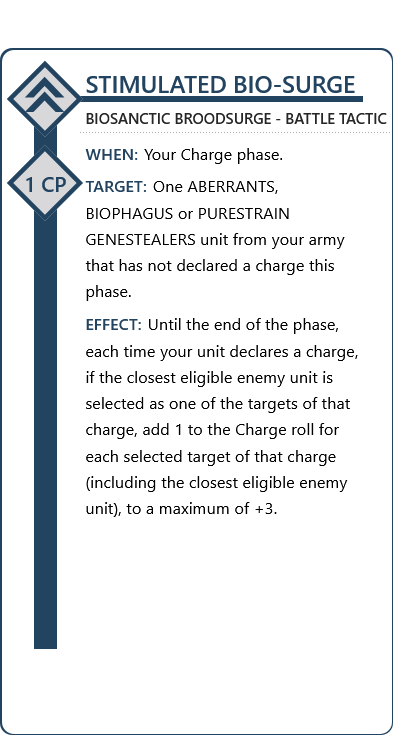 STIMULATED BIO-SURGE
BIOSANCTIC BROODSURGE - BATTLE TACTIC
WHEN: Your Charge phase.
1 CP
TARGET: One ABERRANTS,
BIOPHAGUS or PURESTRAIN
GENESTEALERS unit from your army
that has not declared a charge this
phase.
EFFECT: Until the end of the phase,
each time your unit declares a charge,
if the closest eligible enemy unit is
selected as one of the targets of that
charge, add 1 to the Charge roll for
each selected target of that charge
(including the closest eligible enemy
unit), to a maximum of +3.